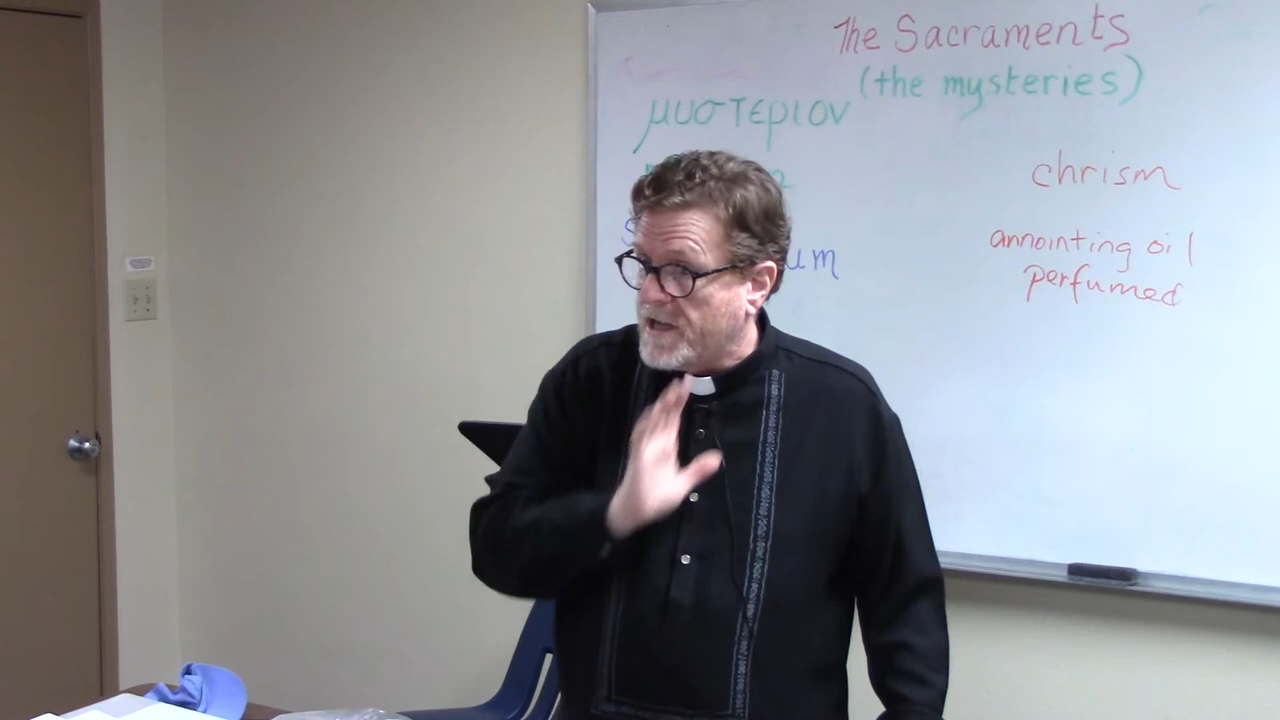 The Sacraments
(the mysteries)
μυστεριον
chrism
annointing oil
perfumed